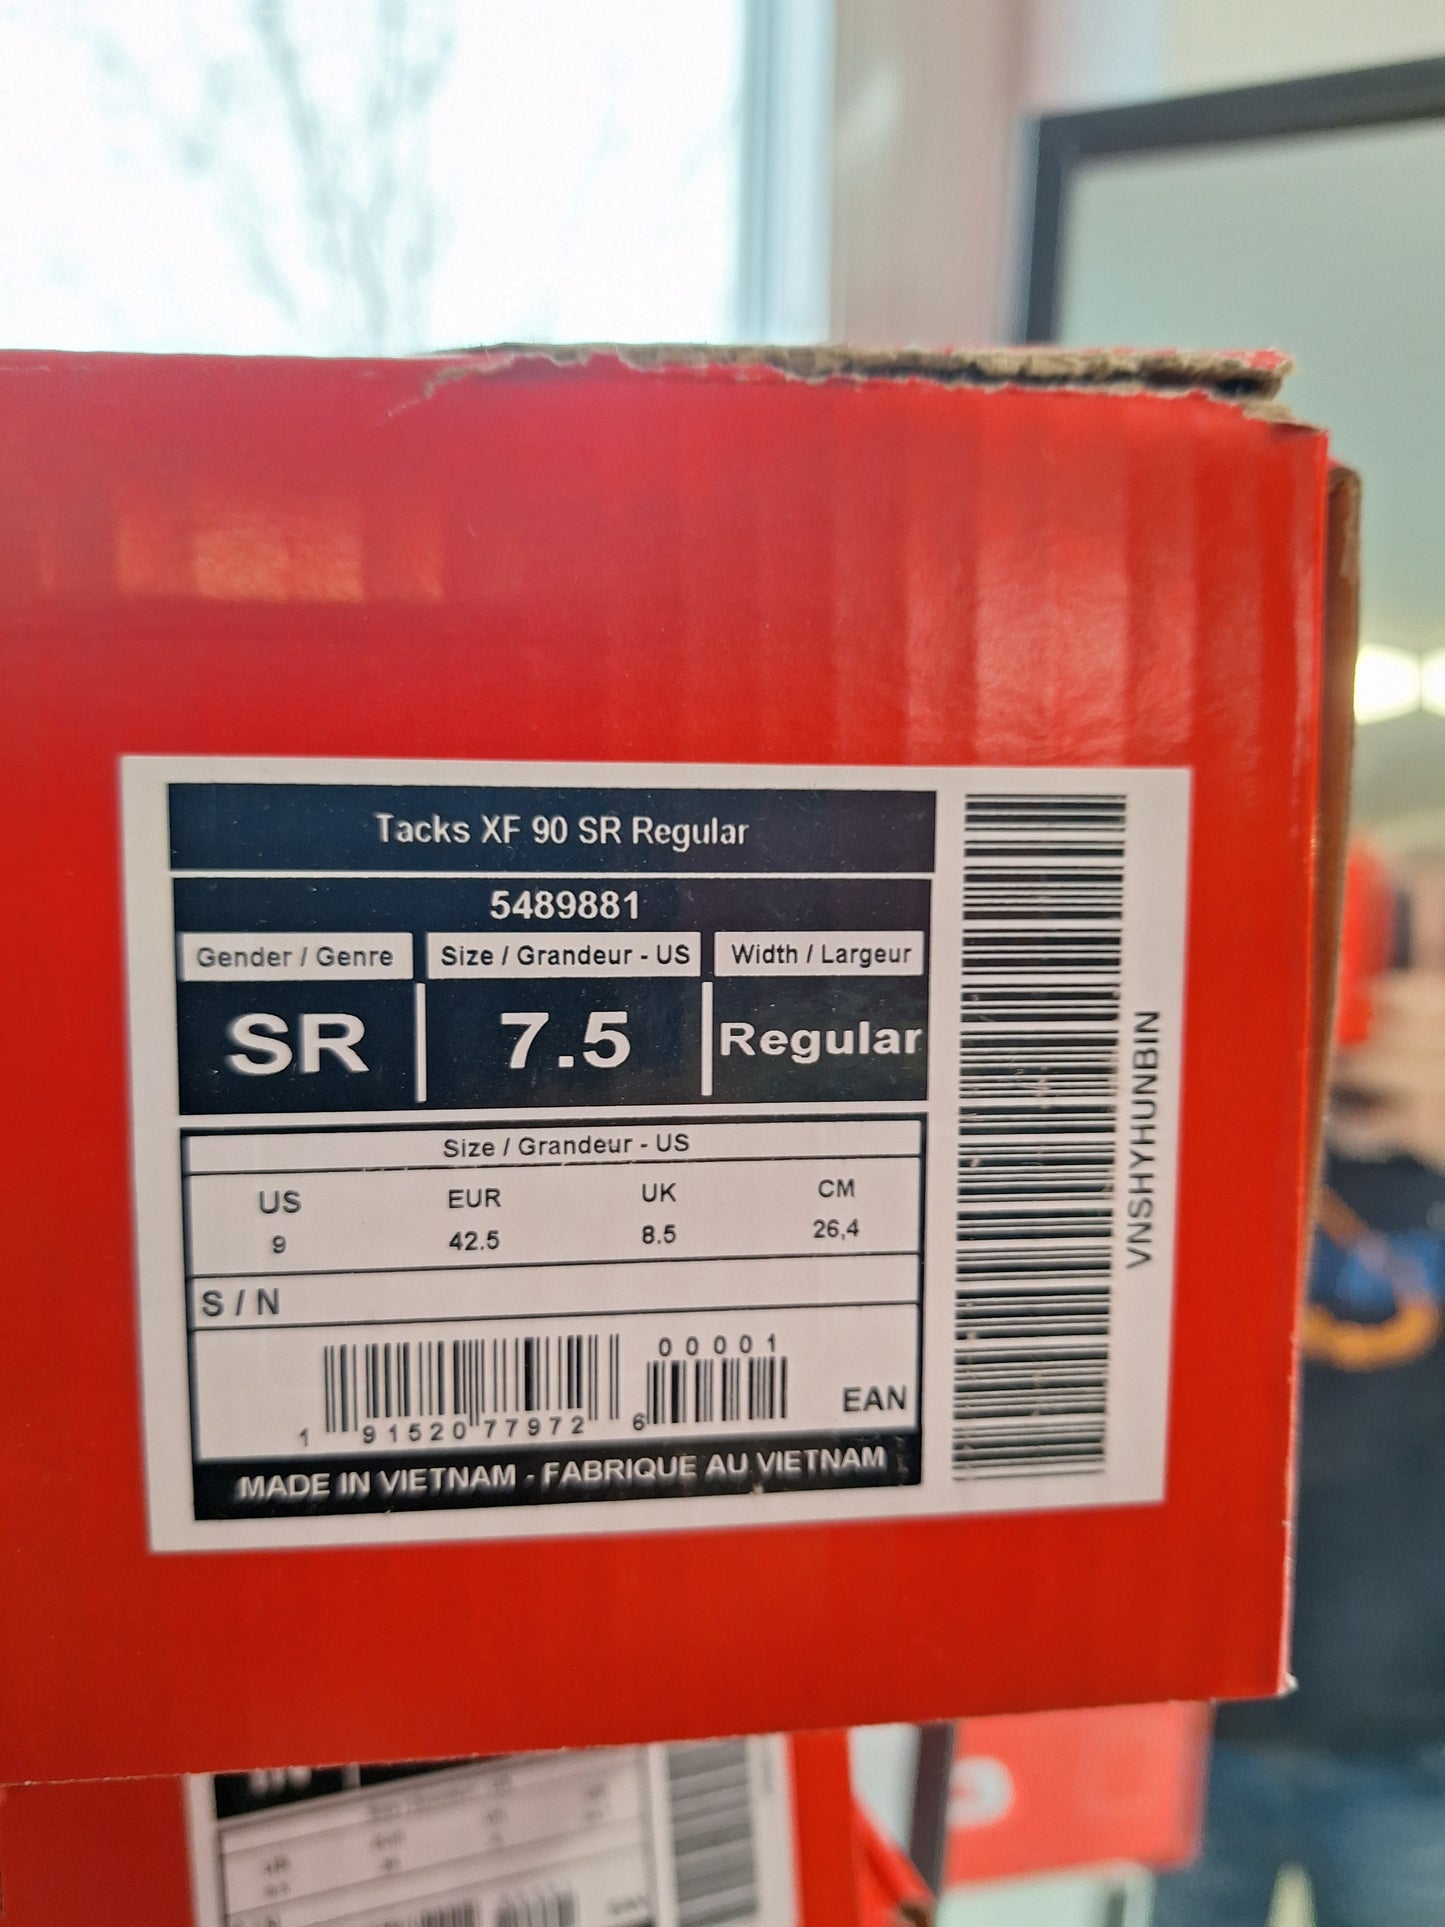 Tacks XF 90 SR Regular
5489881
Gender / Genre Size / Grandeur - US Width / Largeur
SR 7.5 Regular
Size / Grandeur - US
US EUR UK CM
9 42.5 8.5 26,4
S / N
00001
1 91520 77972 6 EAN
MADE IN VIETNAM - FABRIQUE AU VIETNAM
VNSHYHUNBIN